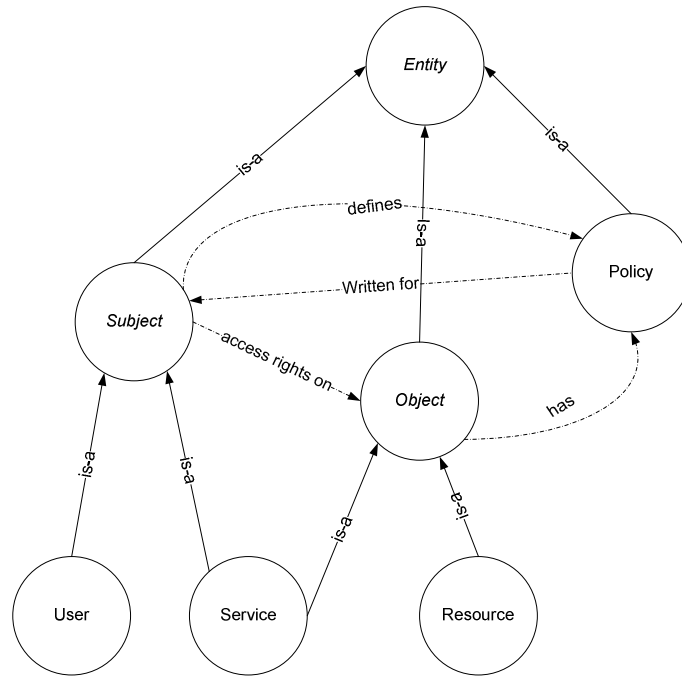 Entity
is-a
is-a
defines
Is-a
Policy
Written for
Subject
access rights on
Object
has
is-a
is-a
is-a
is-a
User
Service
Resource